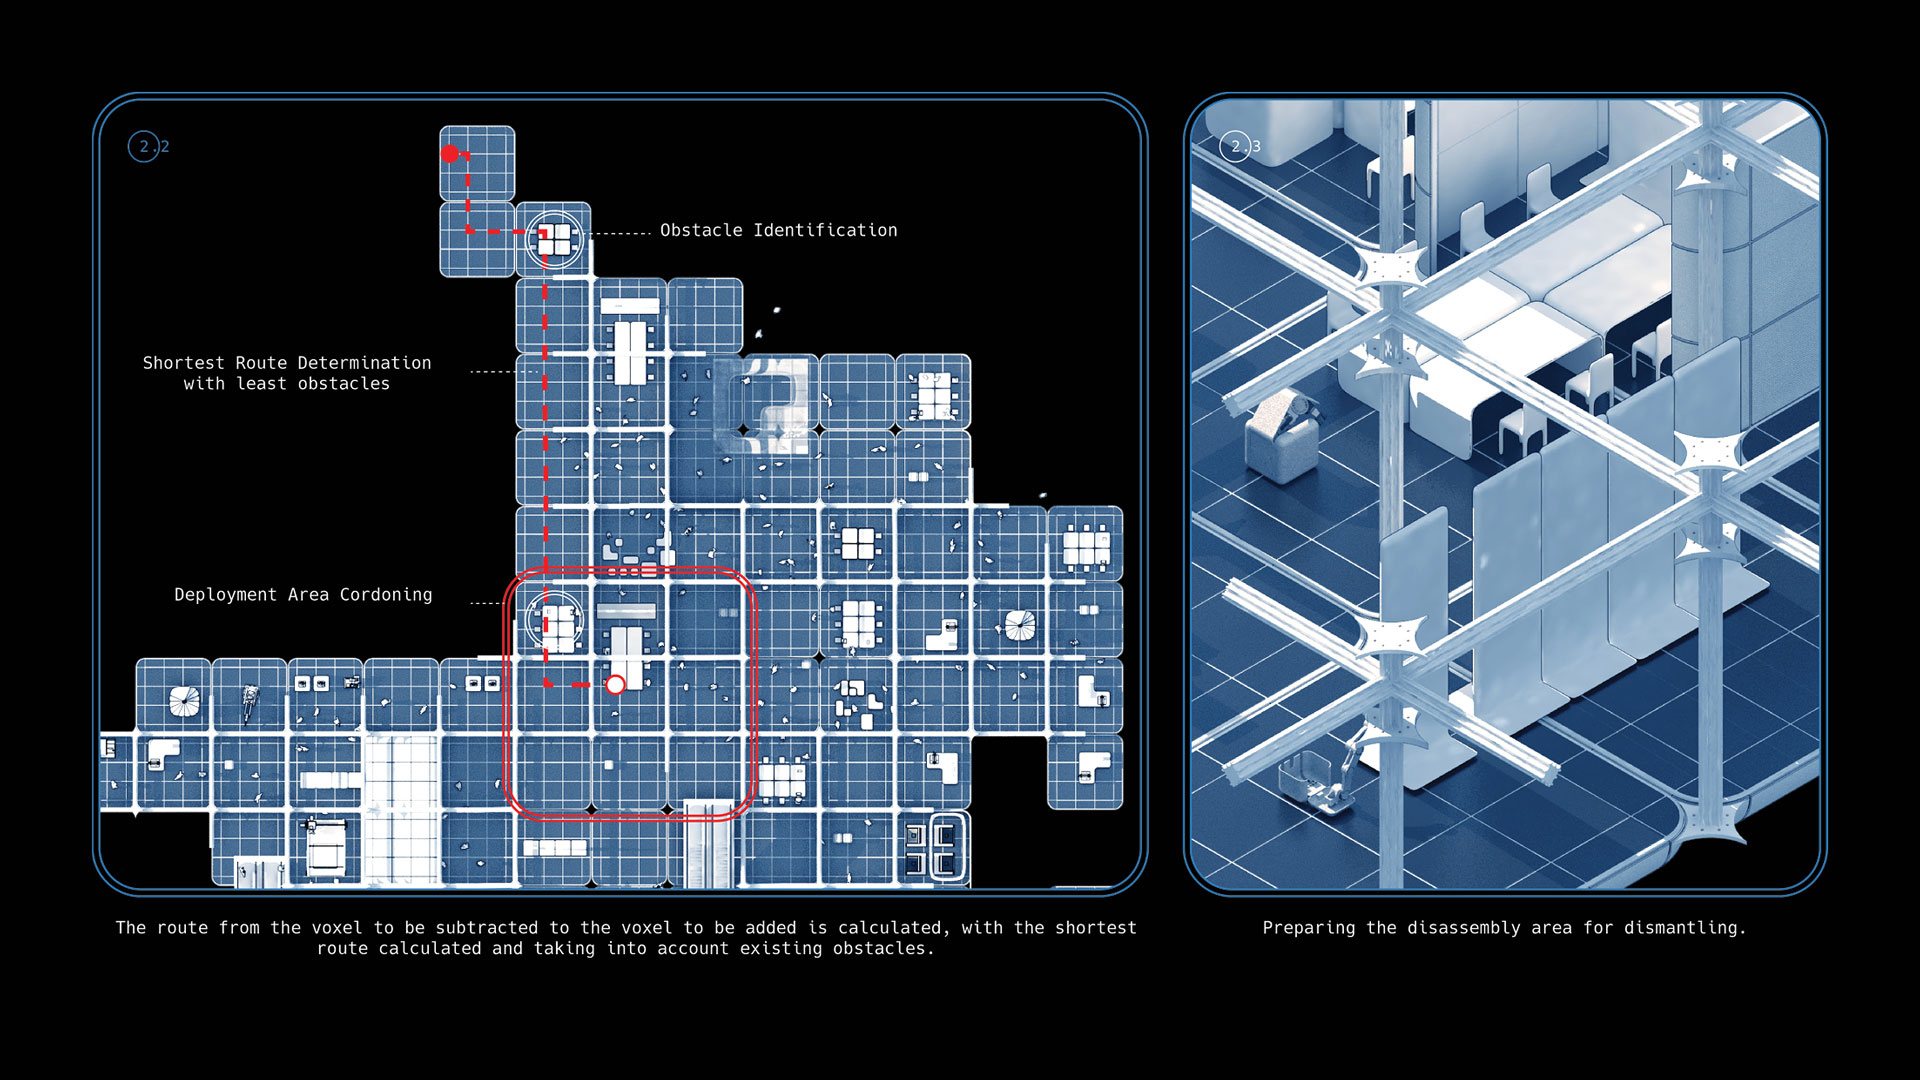 2.2
Obstacle Identification
Shortest Route Determination
with least obstacles
Deployment Area Cordoning
The route from the voxel to be subtracted to the voxel to be added is calculated, with the shortest
route calculated and taking into account existing obstacles.
2.3
Preparing the disassembly area for dismantling.